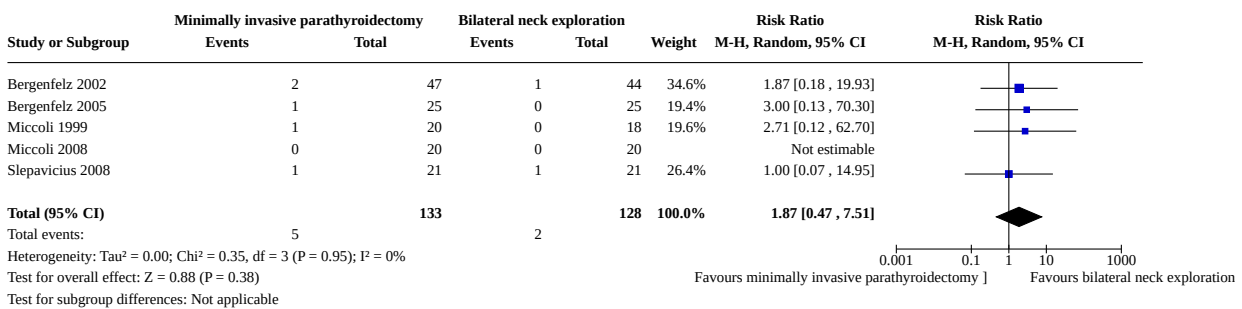 Minimally invasive parathyroidectomy Bilateral neck exploration Risk Ratio Risk Ratio
Study or Subgroup Events Total Events Total Weight M-H, Random, 95% CI M-H, Random, 95% CI
Bergenfelz 2002 2 47 1 44 34.6% 1.87 [0.18 , 19.93]
Bergenfelz 2005 1 25 0 25 19.4% 3.00 [0.13 , 70.30]
Miccoli 1999 1 20 0 18 19.6% 2.71 [0.12 , 62.70]
Miccoli 2008 0 20 0 20 Not estimable
Slepavicius 2008 1 21 1 21 26.4% 1.00 [0.07 , 14.95]
Total (95% CI) 133 128 100.0% 1.87 [0.47 , 7.51]
Total events: 5 2
Heterogeneity: Tau² = 0.00; Chi² = 0.35, df = 3 (P = 0.95); I² = 0% 0.001 0.1 1 10 1000
Test for overall effect: Z = 0.88 (P = 0.38) Favours minimally invasive parathyroidectomy ] Favours bilateral neck exploration
Test for subgroup differences: Not applicable